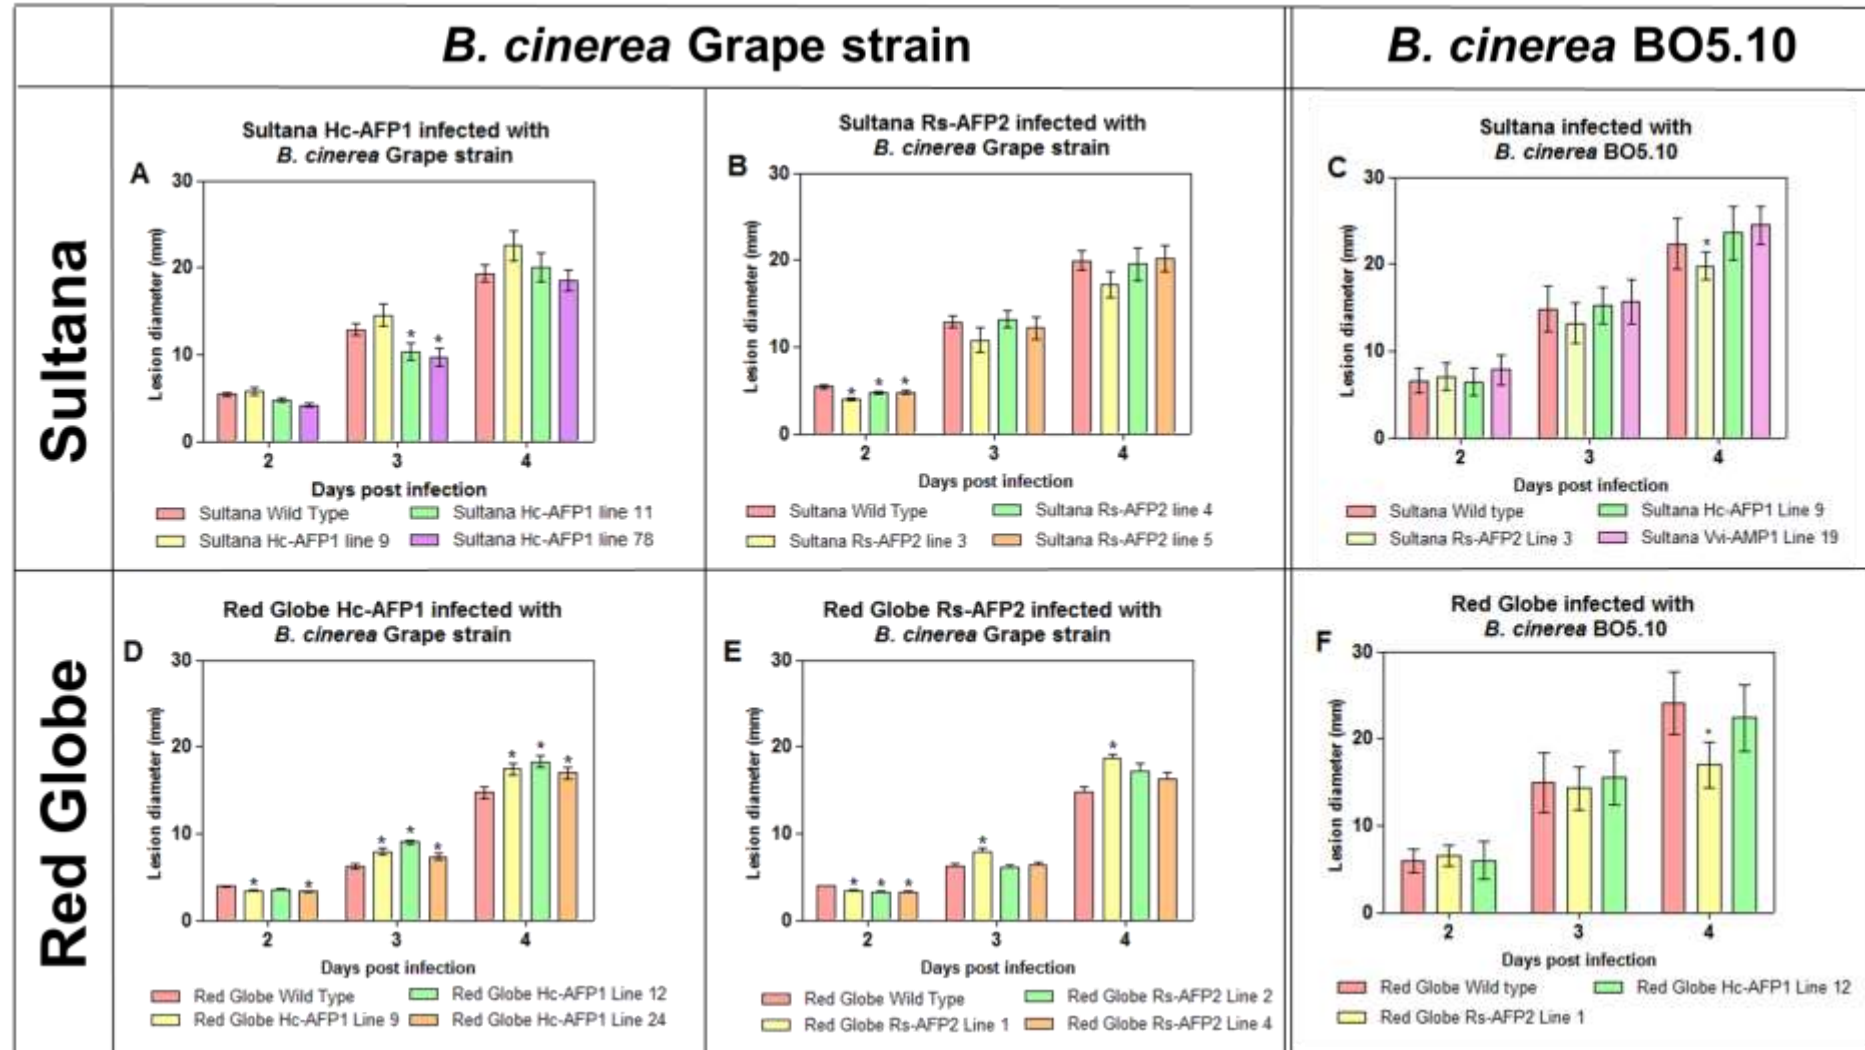 B. cinerea Grape strain
B. cinerea BO5.10
Sultana
Sultana Hc-AFP1 infected with
B. cinerea Grape strain
A
Lesion diameter (mm)
30
20
10
0
* *
2 3 4
Days post infection
Sultana Wild Type
Sultana Hc-AFP1 line 11
Sultana Hc-AFP1 line 9
Sultana Hc-AFP1 line 78
Sultana Rs-AFP2 infected with
B. cinerea Grape strain
B
Lesion diameter (mm)
30
20
10
0
* * *
2 3 4
Days post infection
Sultana Wild Type
Sultana Rs-AFP2 line 4
Sultana Rs-AFP2 line 3
Sultana Rs-AFP2 line 5
Sultana infected with
B. cinerea BO5.10
C
Lesion diameter (mm)
30
20
10
0
*
2 3 4
Days post infection
Sultana Wild type
Sultana Hc-AFP1 Line 9
Sultana Rs-AFP2 Line 3
Sultana Vvi-AMP1 Line 19
Red Globe
Red Globe Hc-AFP1 infected with
B. cinerea Grape strain
D
Lesion diameter (mm)
30
20
10
0
* * * * * * * *
2 3 4
Days post infection
Red Globe Wild Type
Red Globe Hc-AFP1 Line 12
Red Globe Hc-AFP1 Line 9
Red Globe Hc-AFP1 Line 24
Red Globe Rs-AFP2 infected with
B. cinerea Grape strain
E
Lesion diameter (mm)
30
20
10
0
* * * * *
2 3 4
Days post infection
Red Globe Wild Type
Red Globe Rs-AFP2 Line 2
Red Globe Rs-AFP2 Line 1
Red Globe Rs-AFP2 Line 4
Red Globe infected with
B. cinerea BO5.10
F
Lesion diameter (mm)
30
20
10
0
*
2 3 4
Days post infection
Red Globe Wild type
Red Globe Hc-AFP1 Line 12
Red Globe Rs-AFP2 Line 1